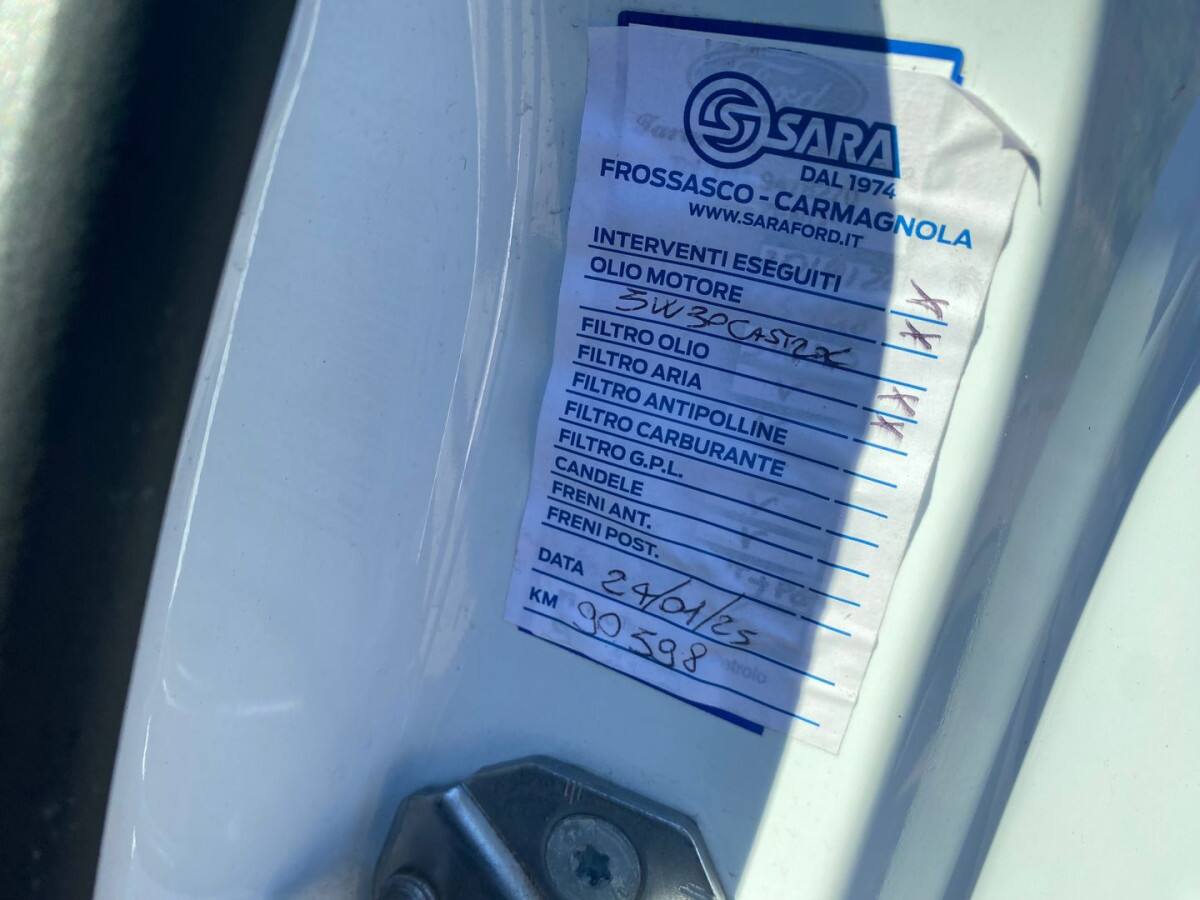 SARA
DAL 1974
FROSSASCO - CARMAGNOLA
WWW.SARAFORD.IT
INTERVENTI ESEGUITI X
OLIO MOTORE X
5W30 CASTROL
FILTRO OLIO X
FILTRO ARIA X
FILTRO ANTIPOLLINE
FILTRO CARBURANTE
FILTRO G.P.L.
CANDELE
FRENI ANT.
FRENI POST.
DATA 24/01/25
KM 90598